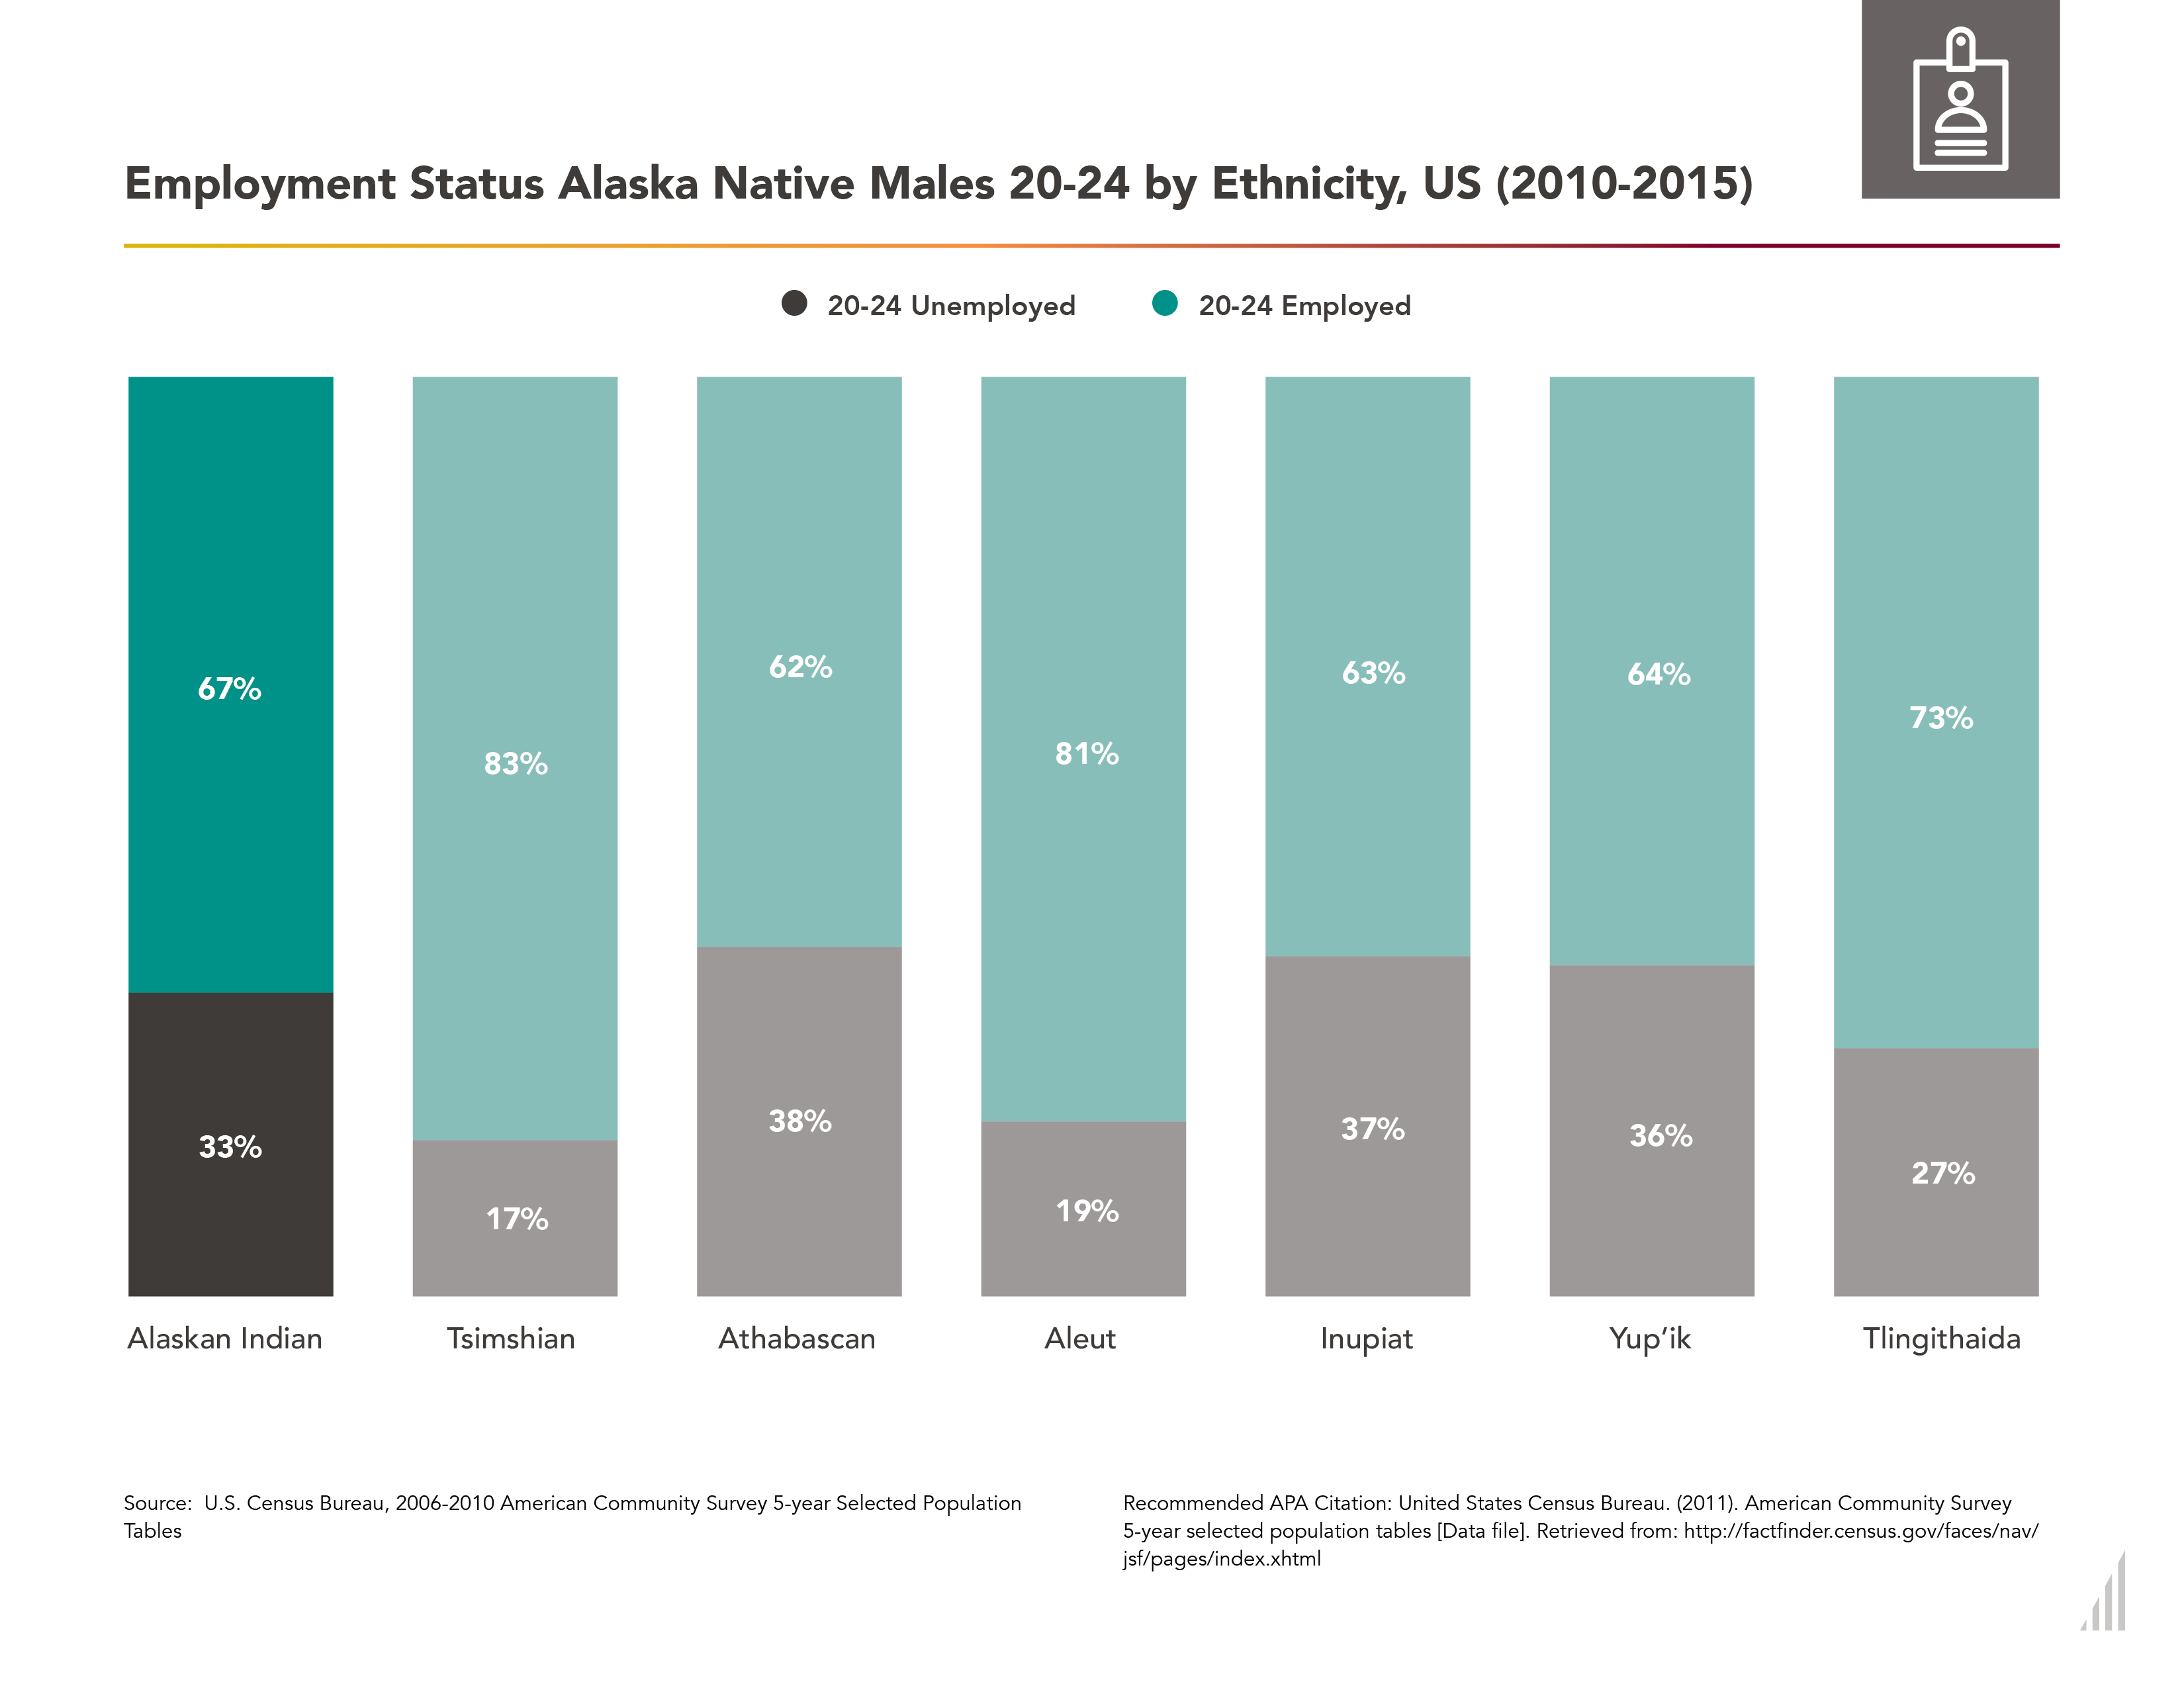 Employment Status Alaska Native Males 20-24 by Ethnicity, US (2010-2015)
20-24 Unemployed 20-24 Employed
67% 83% 62% 81% 63% 64% 73%
33% 17% 38% 19% 37% 36% 27%
Alaskan Indian Tsimshian Athabascan Aleut Inupiat Yup’ik Tlingithaida
Source:  U.S. Census Bureau, 2006-2010 American Community Survey 5-year Selected Population
Tables
Recommended APA Citation: United States Census Bureau. (2011). American Community Survey
5-year selected population tables [Data file]. Retrieved from: http://factfinder.census.gov/faces/nav/
jsf/pages/index.xhtml